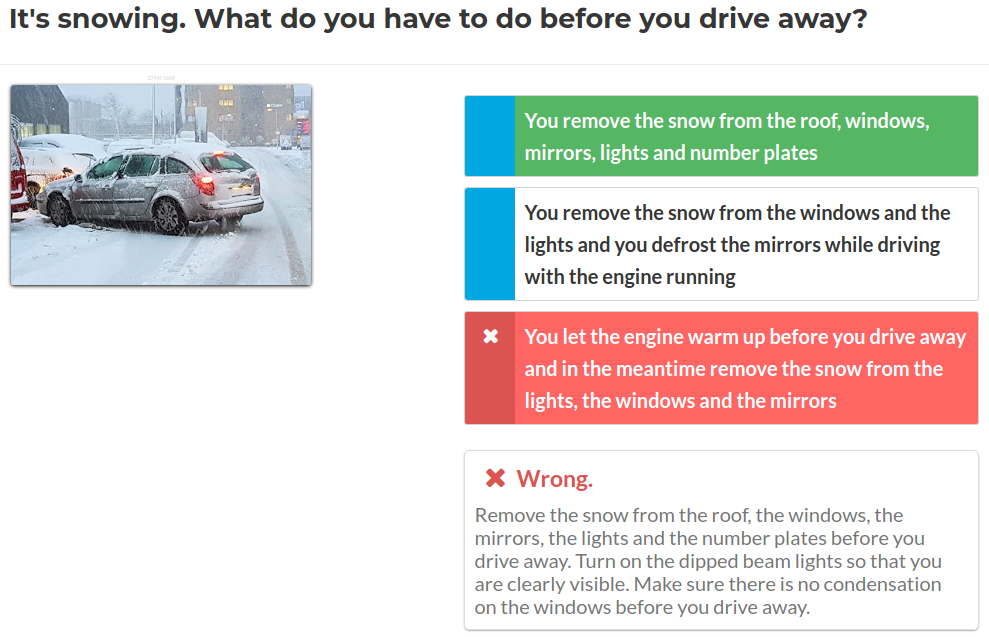 It's snowing. What do you have to do before you drive away?
You remove the snow from the roof, windows,
mirrors, lights and number plates
You remove the snow from the windows and the
lights and you defrost the mirrors while driving
with the engine running
You let the engine warm up before you drive away
and in the meantime remove the snow from the
lights, the windows and the mirrors
Wrong.
Remove the snow from the roof, the windows, the
mirrors, the lights and the number plates before you
drive away. Turn on the dipped beam lights so that you
are clearly visible. Make sure there is no condensation
on the windows before you drive away.